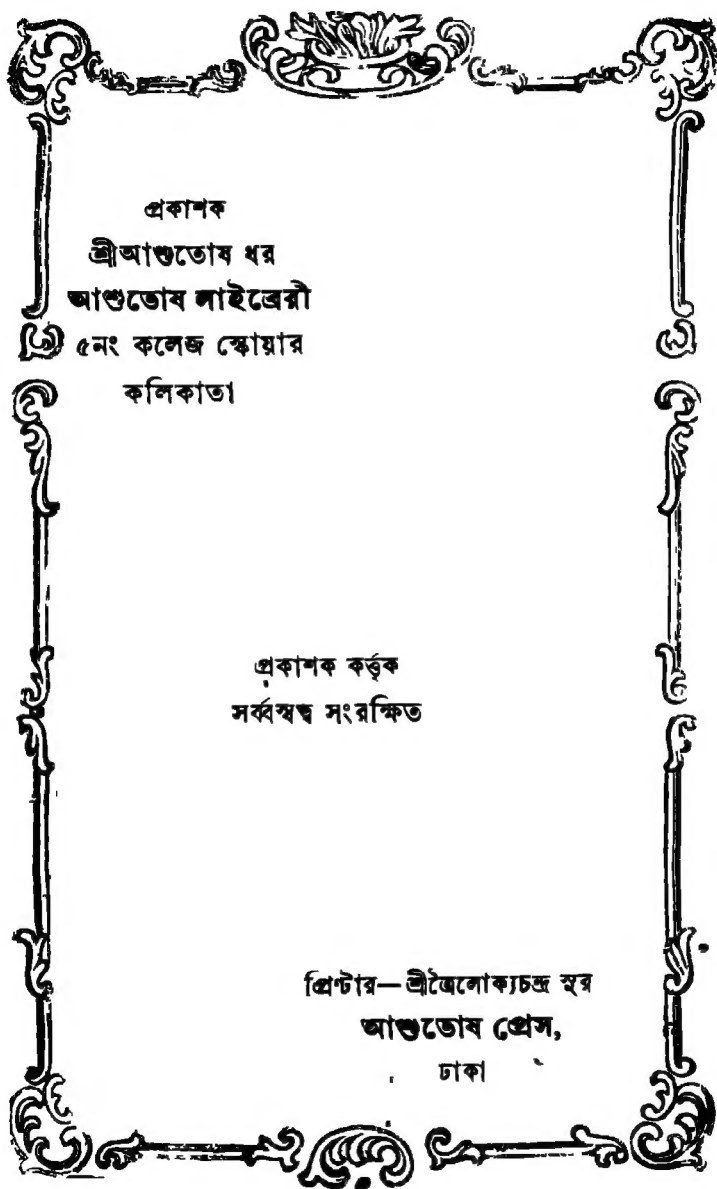 প্রকাশক
শ্রীআশুতোষ ধর
আশুতোষ লাইব্রেরী
৫নং কলেজ স্কোয়ার
কলিকাতা
প্রকাশক কর্ত্তৃক
সর্ব্বস্বত্ব সংরক্ষিত
প্রিণ্টার—শ্রীত্রৈলোক্যচন্দ্র সুর
আশুতোষ প্রেস,
ঢাকা